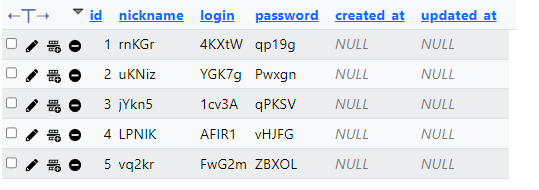 id nickname login password created_at updated_at
1 rnKGr 4KXtW qp19g NULL NULL
2 uKNiz YGK7g Pwxgn NULL NULL
3 jYkn5 1cv3A qPKSV NULL NULL
4 LPNIK AFIR1 vHJFG NULL NULL
5 vq2kr FwG2m ZBXOL NULL NULL